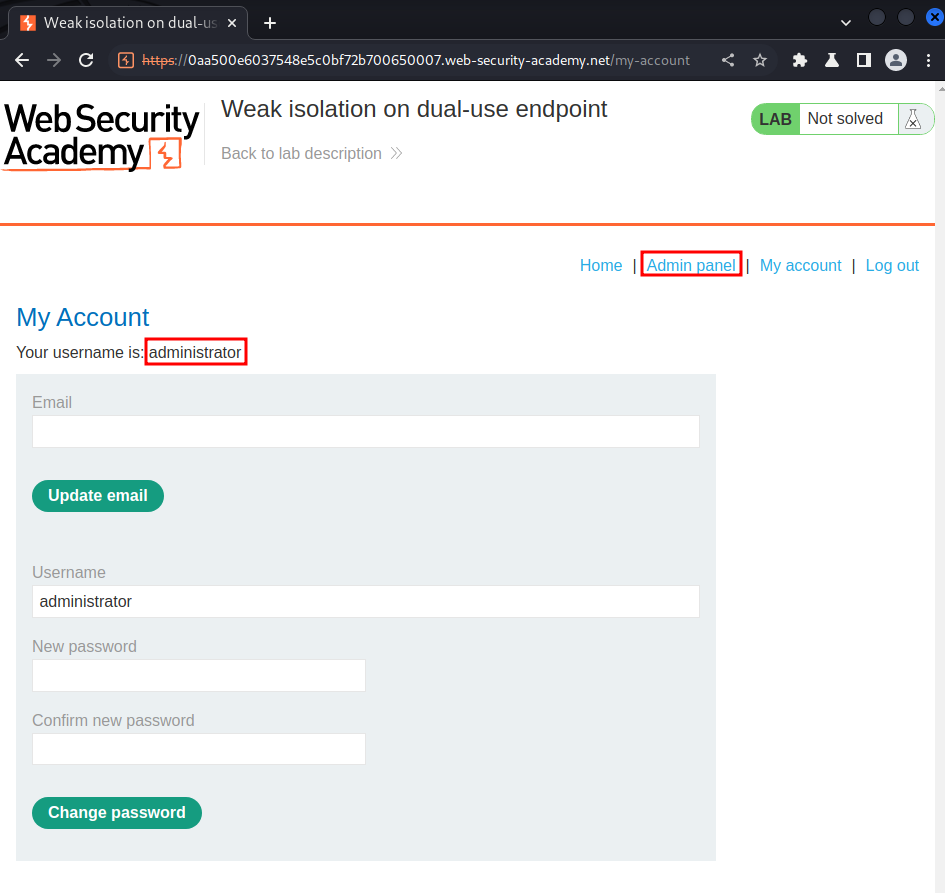 Weak isolation on dual-us
https://0aa500e6037548e5c0bf72b700650007.web-security-academy.net/my-account
Web Security
Academy
Weak isolation on dual-use endpoint
Back to lab description
LAB Not solved
Home | Admin panel | My account | Log out
My Account
Your username is: administrator
Email
Update email
Username
administrator
New password
Confirm new password
Change password